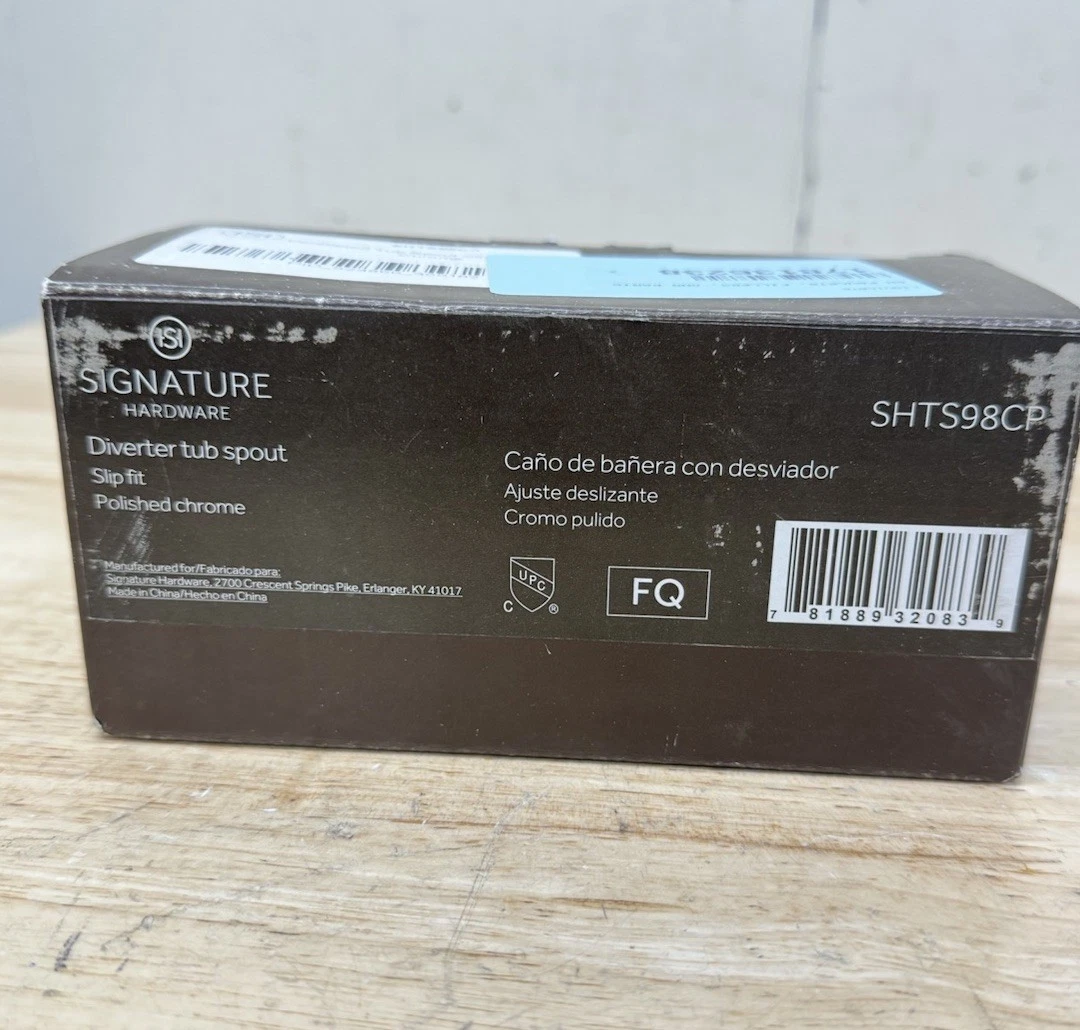 SIGNATURE
HARDWARE
Diverter tub spout
Slip fit
Polished chrome
Manufactured for/Fabricado para:
Signature Hardware, 2700 Crescent Springs Pike, Erlanger, KY 41017
Made in China/Hecho en China
Caño de bañera con desviador
Ajuste deslizante
Cromo pulido
UPC
C ®
FQ
SHTS98CP
7 81889 32083 9